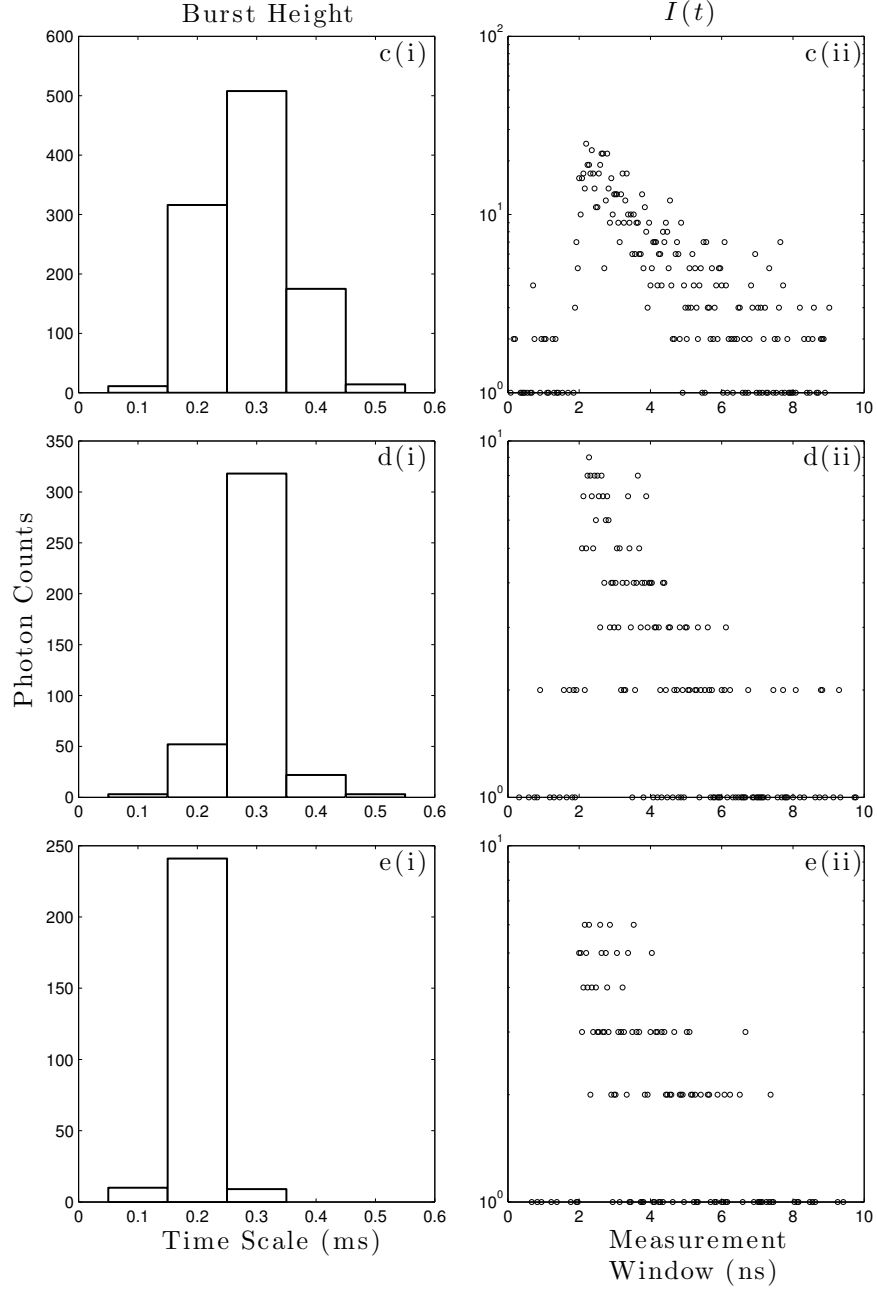 Burst Height
I(t)
c(i)
600
500
400
300
200
100
0
0 0.1 0.2 0.3 0.4 0.5 0.6
c(ii)
10^2
10^1
10^0
0 2 4 6 8 10
d(i)
350
300
250
200
150
100
50
0
0 0.1 0.2 0.3 0.4 0.5 0.6
d(ii)
10^1
10^0
0 2 4 6 8 10
Photon Counts
e(i)
250
200
150
100
50
0
0 0.1 0.2 0.3 0.4 0.5 0.6
e(ii)
10^1
10^0
0 2 4 6 8 10
Time Scale (ms)
Measurement
Window (ns)